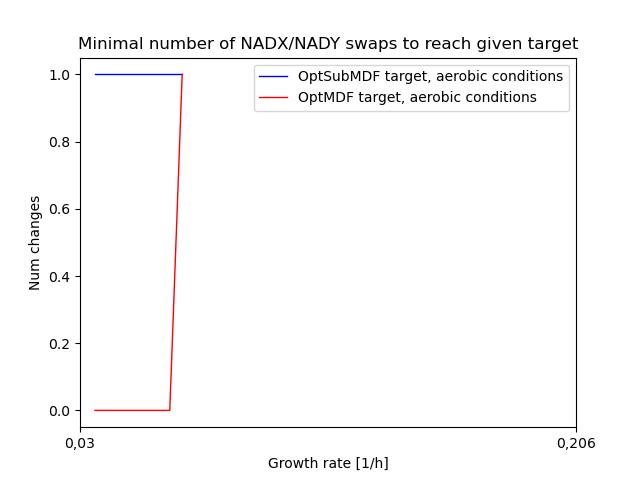 Minimal number of NADX/NADY swaps to reach given target
OptSubMDF target, aerobic conditions
OptMDF target, aerobic conditions
1.0
0.8
0.6
0.4
0.2
0.0
Num changes
0,03
0,206
Growth rate [1/h]